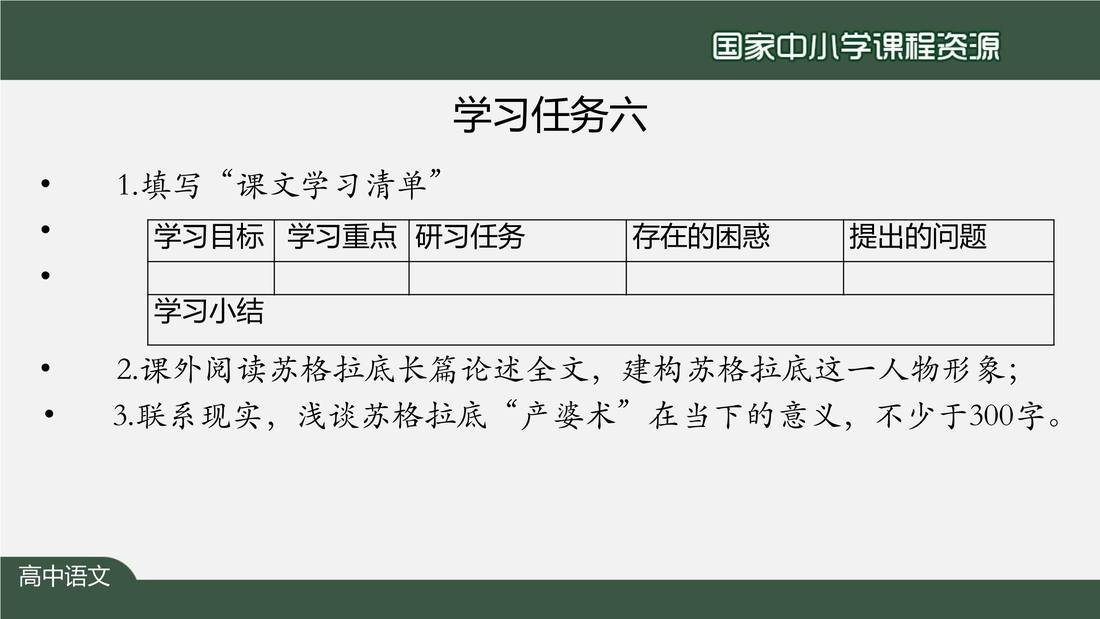 国家中小学课程资源
学习任务六
• 1.填写“课文学习清单”
•
•
学习目标 学习重点 研习任务 存在的困惑 提出的问题
学习小结
• 2.课外阅读苏格拉底长篇论述全文，建构苏格拉底这一人物形象；
• 3.联系现实，浅谈苏格拉底“产婆术”在当下的意义，不少于300字。
高中语文